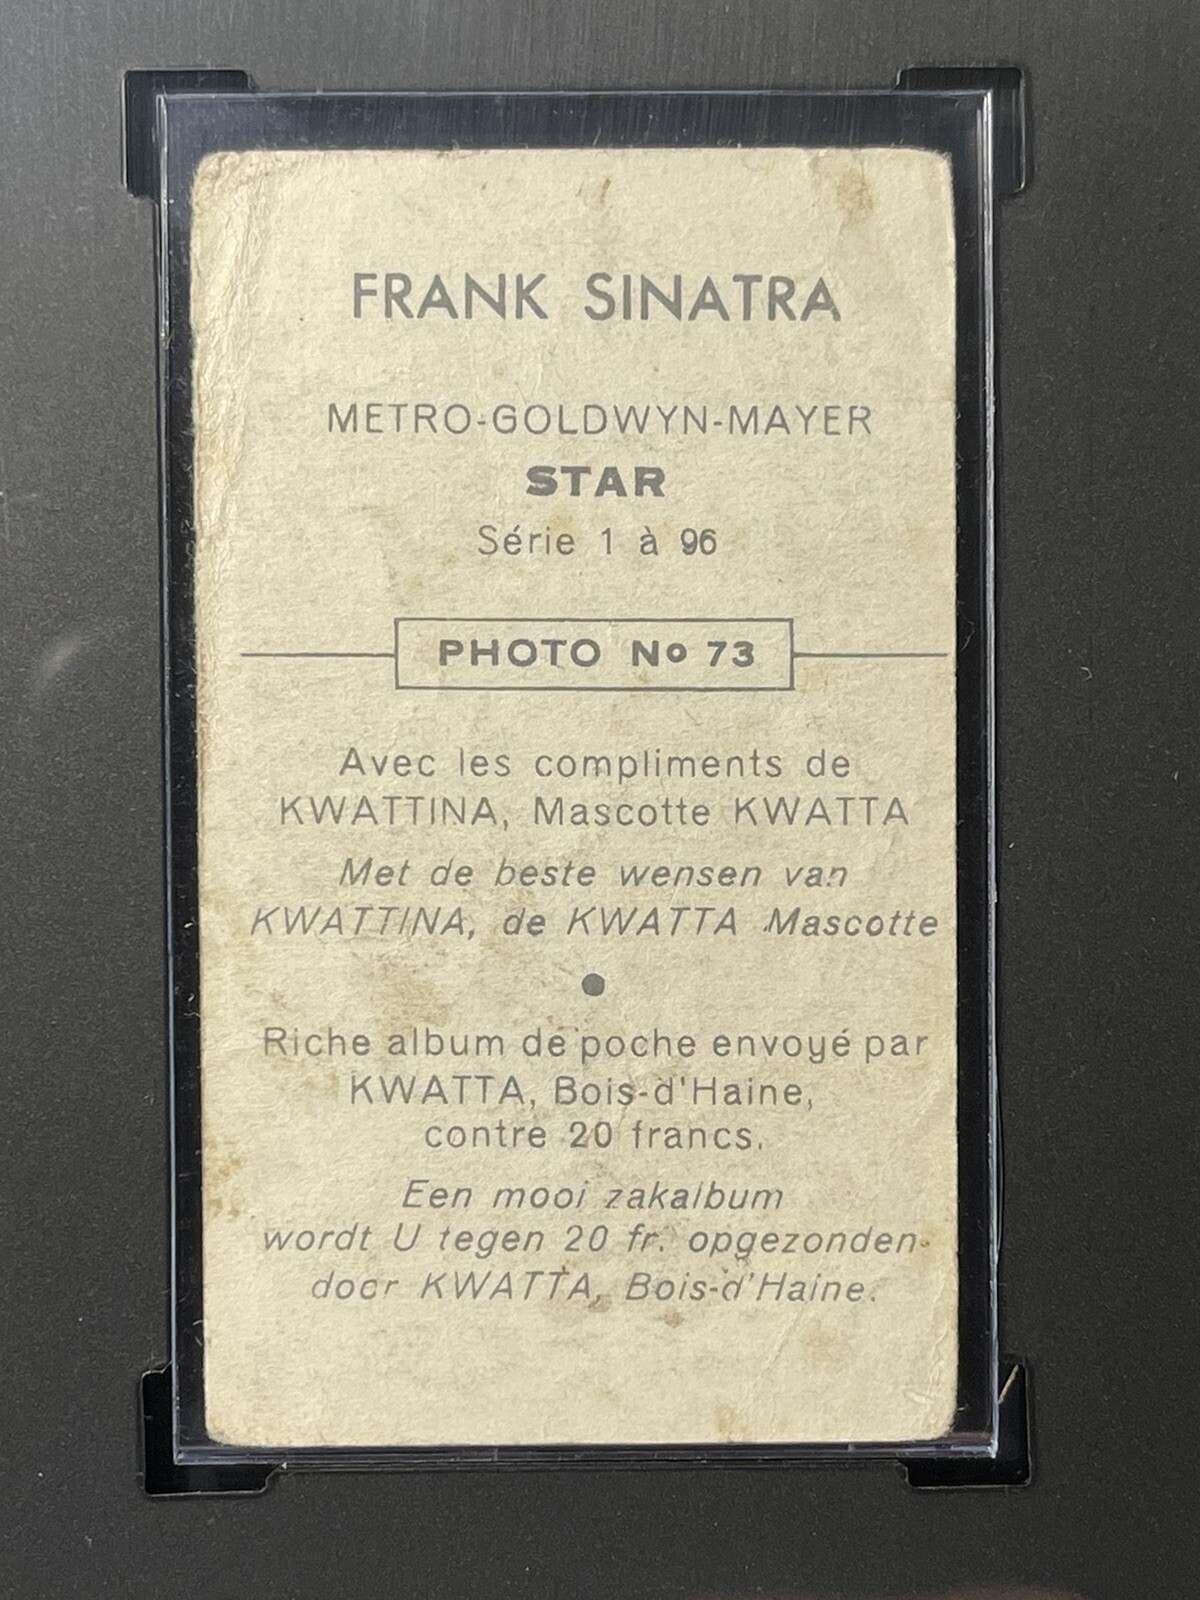 FRANK SINATRA
METRO-GOLDWYN-MAYER
STAR
Série 1 à 96
PHOTO No 73
Avec les compliments de
KWATTINA, Mascotte KWATTA
Met de beste wensen van
KWATTINA, de KWATTA Mascotte
Riche album de poche envoyé par
KWATTA, Bois-d'Haine,
contre 20 francs.
Een mooi zakalbum
wordt U tegen 20 fr. opgezonden
door KWATTA, Bois-d'Haine.